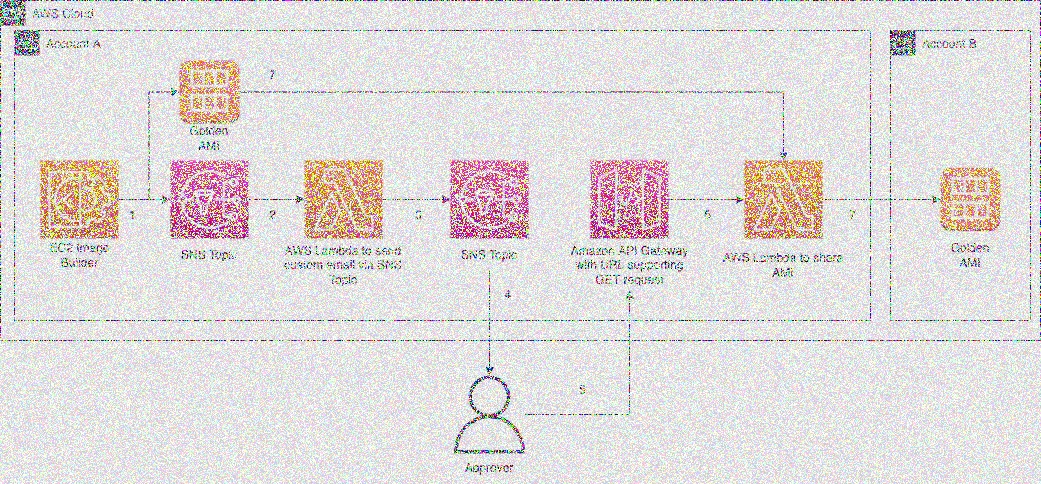 AWS Cloud
Account A
Account B
7
Golden
AMI
1
2
3
6
7
EC2 Image
Builder
SNS Topic
AWS Lambda to send
custom email via SNS
Topic
SNS Topic
Amazon API Gateway
with URL supporting
GET request
AWS Lambda to share
AMI
Golden
AMI
4
5
Approver